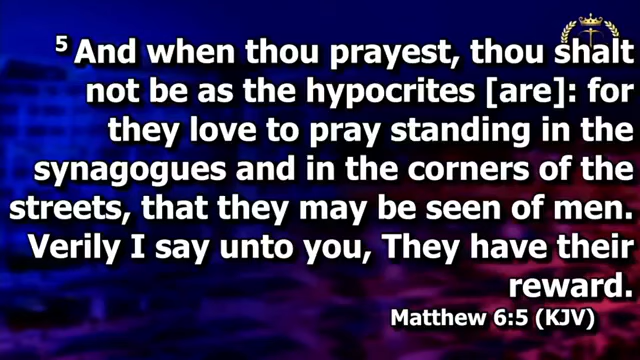 5 And when thou prayest, thou shalt
not be as the hypocrites [are]: for
they love to pray standing in the
synagogues and in the corners of the
streets, that they may be seen of men.
Verily I say unto you, They have their
reward.
Matthew 6:5 (KJV)